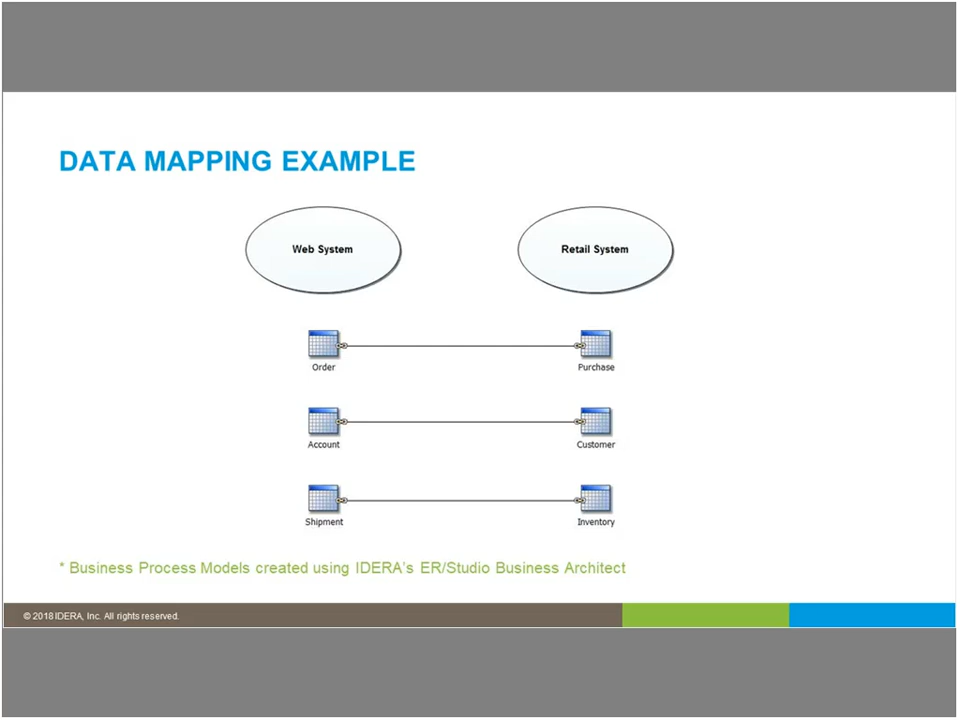 DATA MAPPING EXAMPLE
Web System
Retail System
Order
Purchase
Account
Customer
Shipment
Inventory
* Business Process Models created using IDERA's ER/Studio Business Architect
© 2018 IDERA, Inc. All rights reserved.